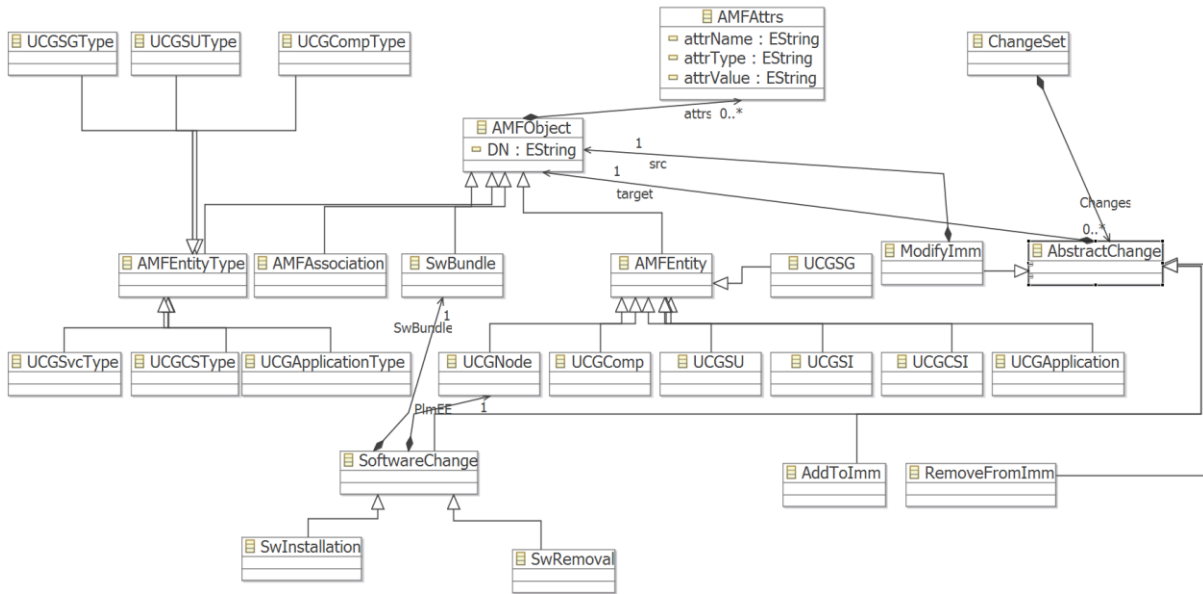 AMFAttrs
attrName : EString
attrType : EString
attrValue : EString
UCGSGType
UCGSUType
UCGCompType
ChangeSet
attrs 0..*
AMFObject
DN : EString
1
src
1
target
Changes
0..*
AMFEntityType
AMFAssociation
SwBundle
AMFEntity
UCGSG
ModifyImm
AbstractChange
1
SwBundle
UCGSvcType
UCGCSType
UCGApplicationType
UCGNode
UCGComp
UCGSU
UCGSI
UCGCSI
UCGApplication
PlmEE
1
SoftwareChange
AddToImm
RemoveFromImm
SwInstallation
SwRemoval